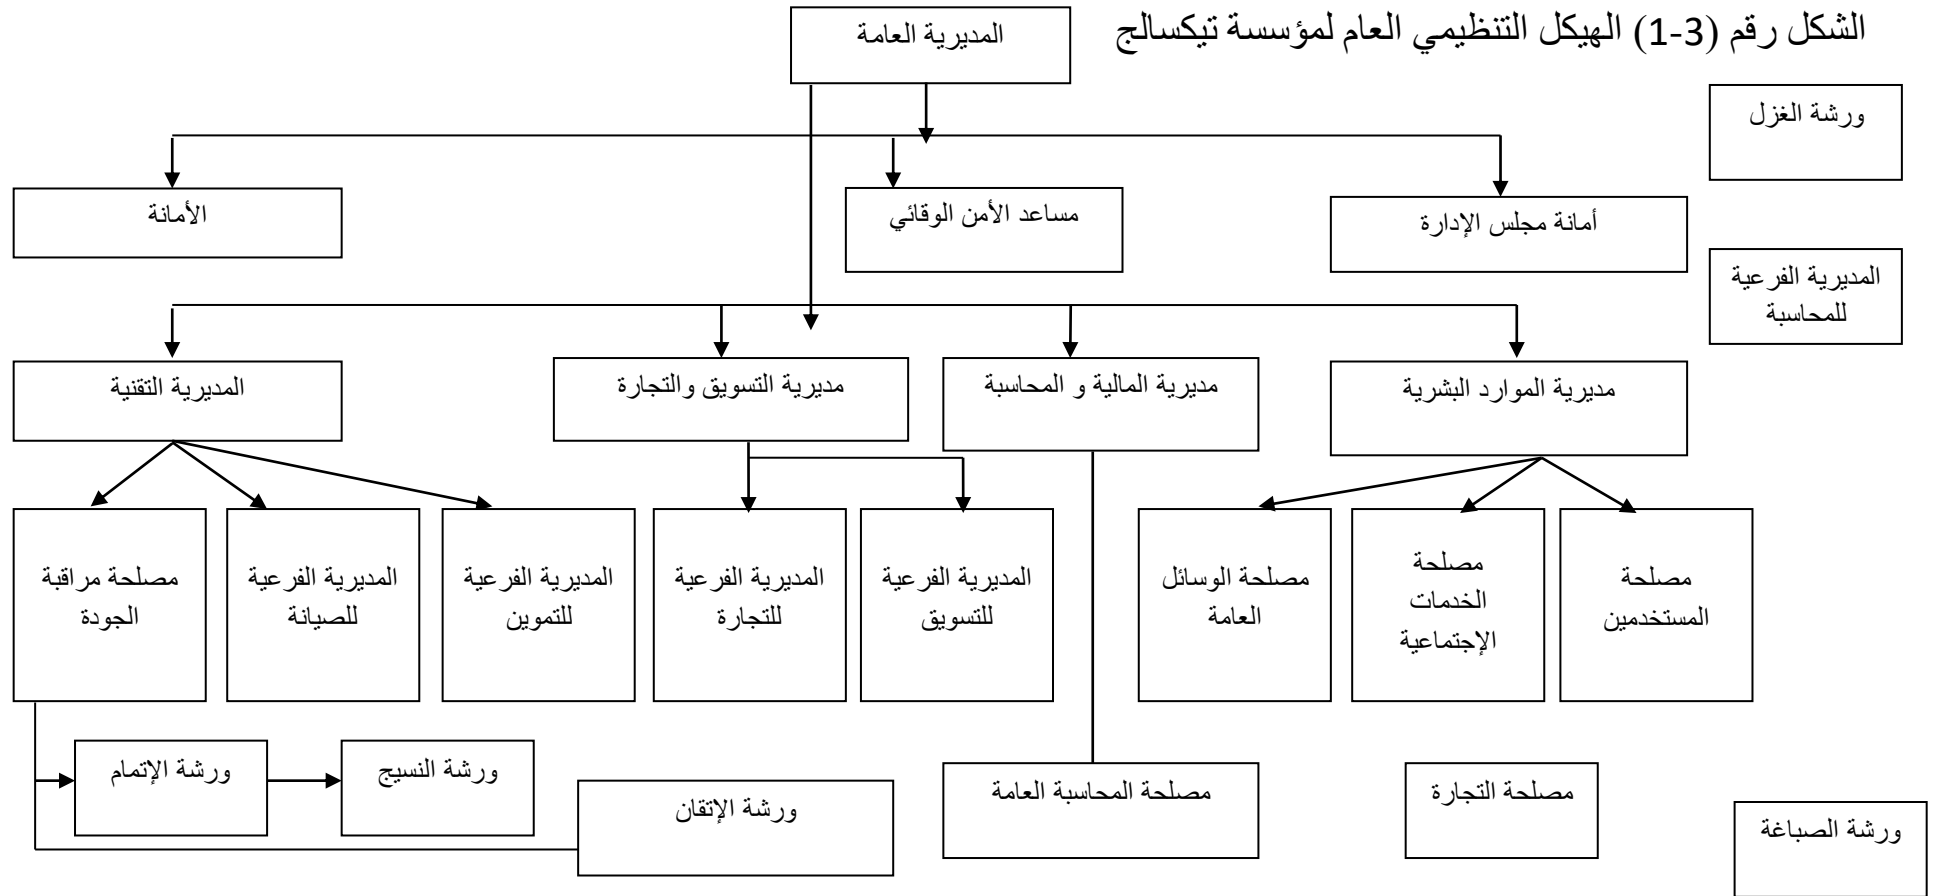 الشكل رقم (3-1) الهيكل التنظيمي العام لمؤسسة تيكسالج
المديرية العامة
ورشة الغزل
أمانة مجلس الإدارة
مساعد الأمن الوقائي
الأمانة
المديرية الفرعية
للمحاسبة
مديرية الموارد البشرية
مديرية المالية و المحاسبة
مديرية التسويق والتجارة
المديرية التقنية
مصلحة
المستخدمين
مصلحة
الخدمات
الإجتماعية
مصلحة الوسائل
العامة
المديرية الفرعية
للتسويق
المديرية الفرعية
للتجارة
المديرية الفرعية
للتموين
المديرية الفرعية
للصيانة
مصلحة مراقبة
الجودة
ورشة الإتمام
ورشة النسيج
ورشة الإتقان
مصلحة المحاسبة العامة
مصلحة التجارة
ورشة الصباغة